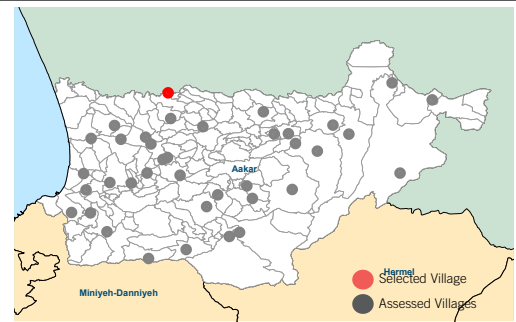 Aakar
Hermel
Selected Village
Miniyeh-Danniyeh
Assessed Villages